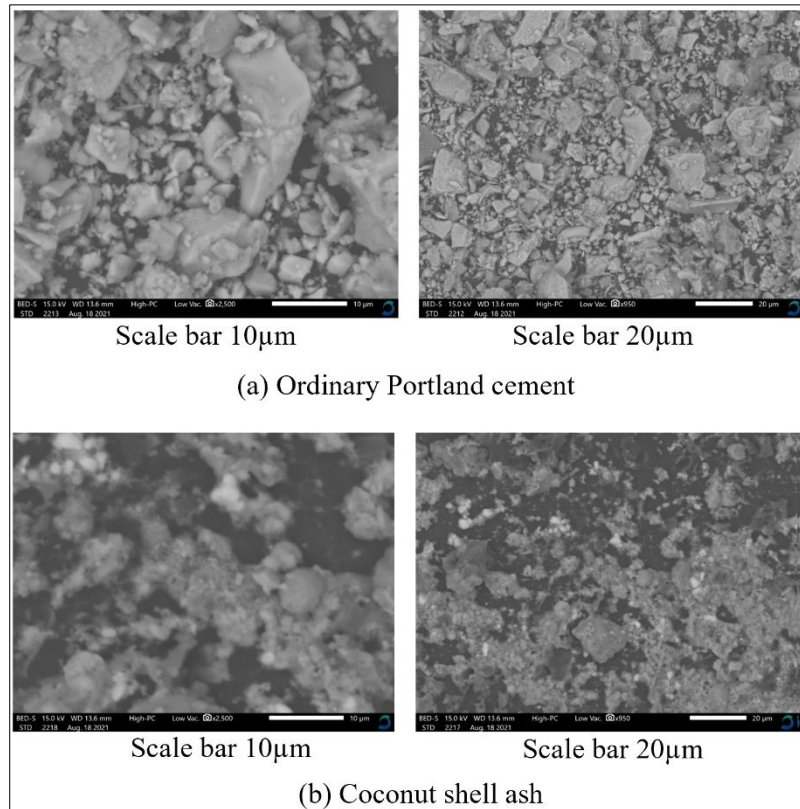 BED-S 15.0 kV WD 13.6 mm High-PC Low Vac. x2,500 10 µm
STD 2213 Aug. 18 2021
BED-S 15.0 kV WD 13.6 mm High-PC Low Vac. x950 20 µm
STD 2212 Aug. 18 2021
Scale bar 10µm
Scale bar 20µm
(a) Ordinary Portland cement
BED-S 15.0 kV WD 13.6 mm High-PC Low Vac. x2,500 10 µm
STD 2218 Aug. 18 2021
BED-S 15.0 kV WD 13.6 mm High-PC Low Vac. x950 20 µm
STD 2217 Aug. 18 2021
Scale bar 10µm
Scale bar 20µm
(b) Coconut shell ash